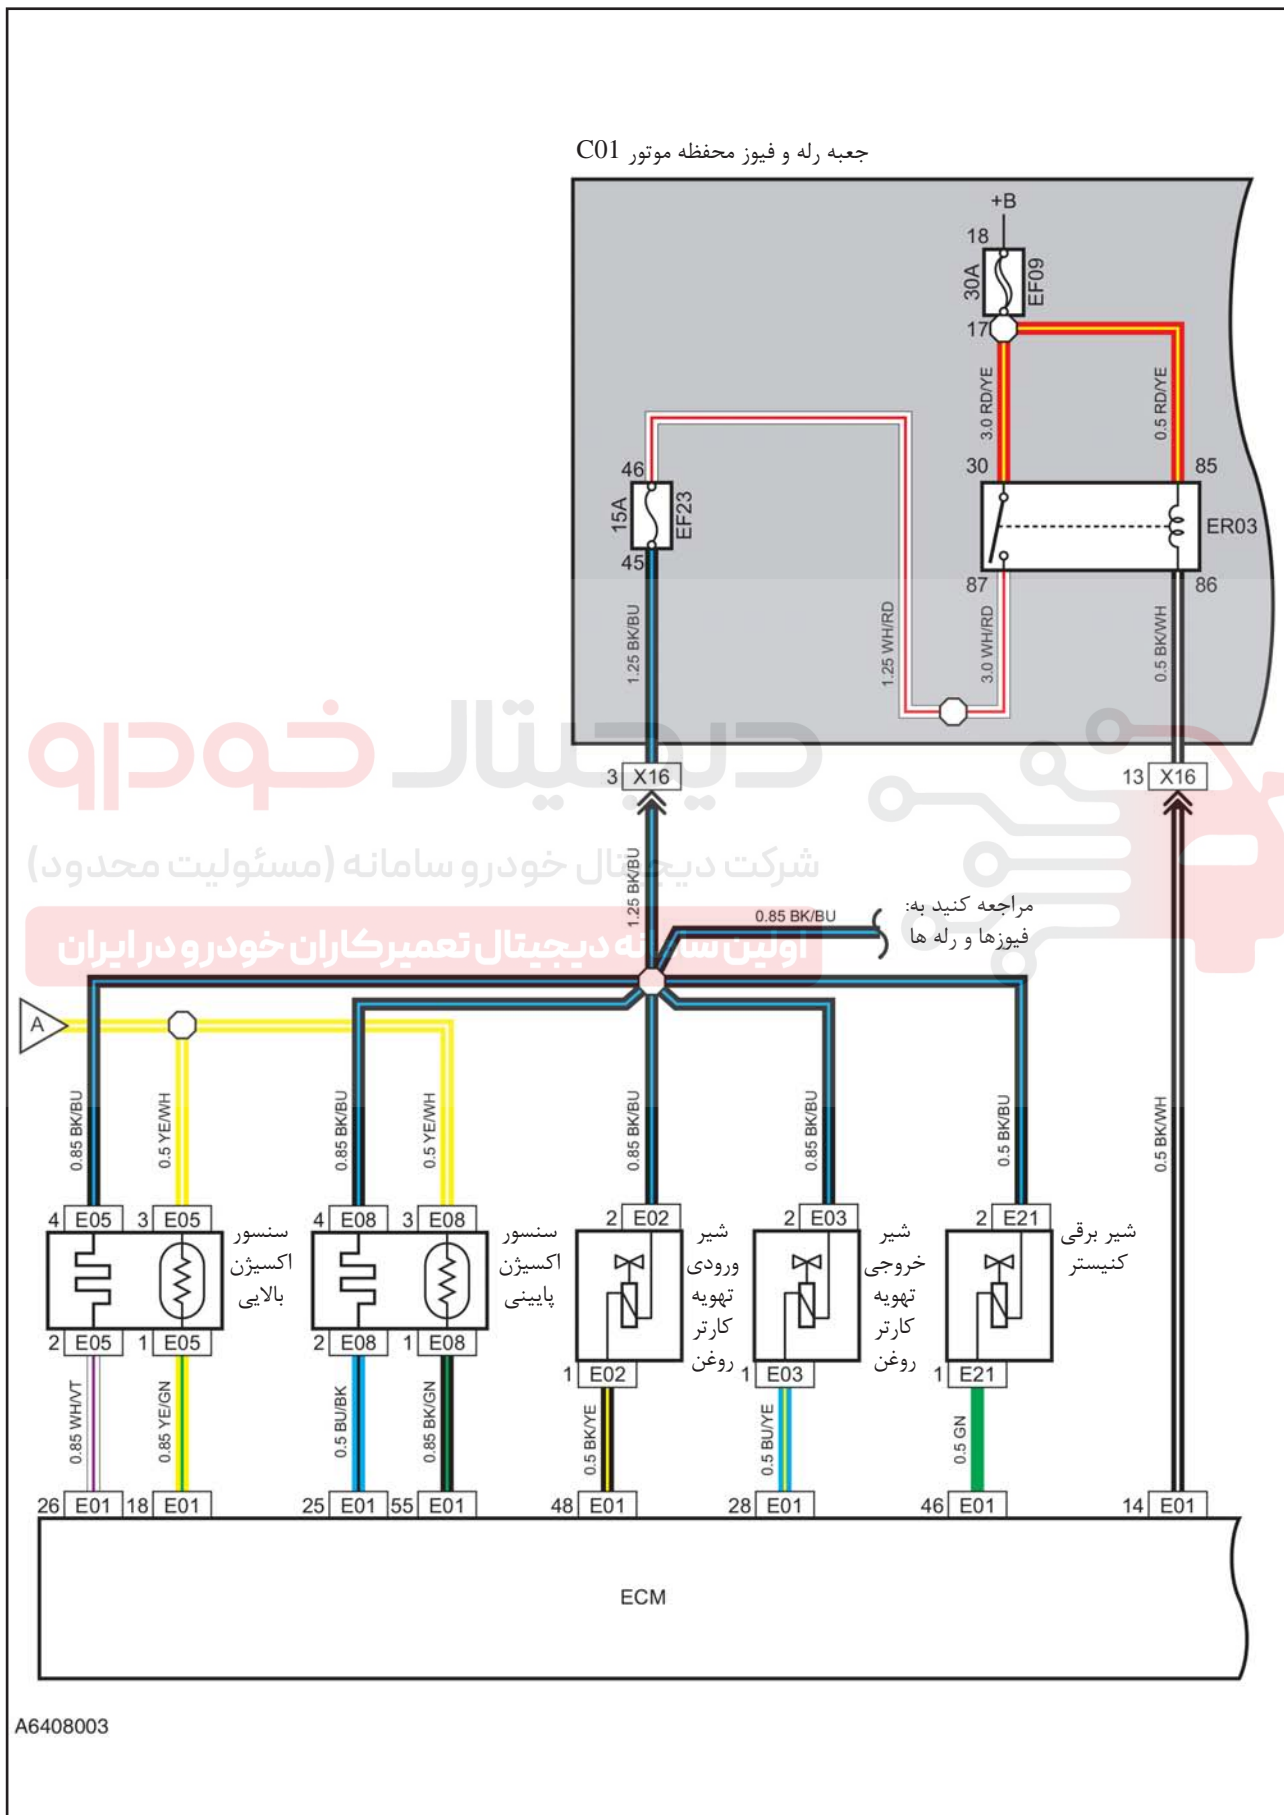 جعبه رله و فیوز محفظه موتور C01
+B
18
30A
EF09
17
3.0 RD/YE
0.5 RD/YE
46
30
85
15A
EF23
ER03
45
87
86
1.25 BK/BU
1.25 WH/RD
3.0 WH/RD
0.5 BK/WH
دیجیتال خودرو
3 X16
13 X16
شرکت دیجیتال خودرو سامانه (مسئولیت محدود)
1.25 BK/BU
0.85 BK/BU
مراجعه کنید به:
فیوزها و رله ها
اولین سامانه دیجیتال تعمیرکاران خودرو در ایران
A
0.85 BK/BU
0.5 YE/WH
0.85 BK/BU
0.5 YE/WH
0.85 BK/BU
0.85 BK/BU
0.5 BK/BU
0.5 BK/WH
4 E05
3 E05
4 E08
3 E08
2 E02
2 E03
2 E21
سنسور
اکسیژن
بالایی
سنسور
اکسیژن
پایینی
شیر
ورودی
تهویه
کارتر
روغن
شیر
خروجی
تهویه
کارتر
روغن
شیر برقی
کنیستر
2 E05
1 E05
2 E08
1 E08
1 E02
1 E03
1 E21
0.85 WH/VT
0.85 YE/GN
0.5 BU/BK
0.85 BK/GN
0.5 BK/YE
0.5 BU/YE
0.5 GN
26 E01
18 E01
25 E01
55 E01
48 E01
28 E01
46 E01
14 E01
ECM
A6408003